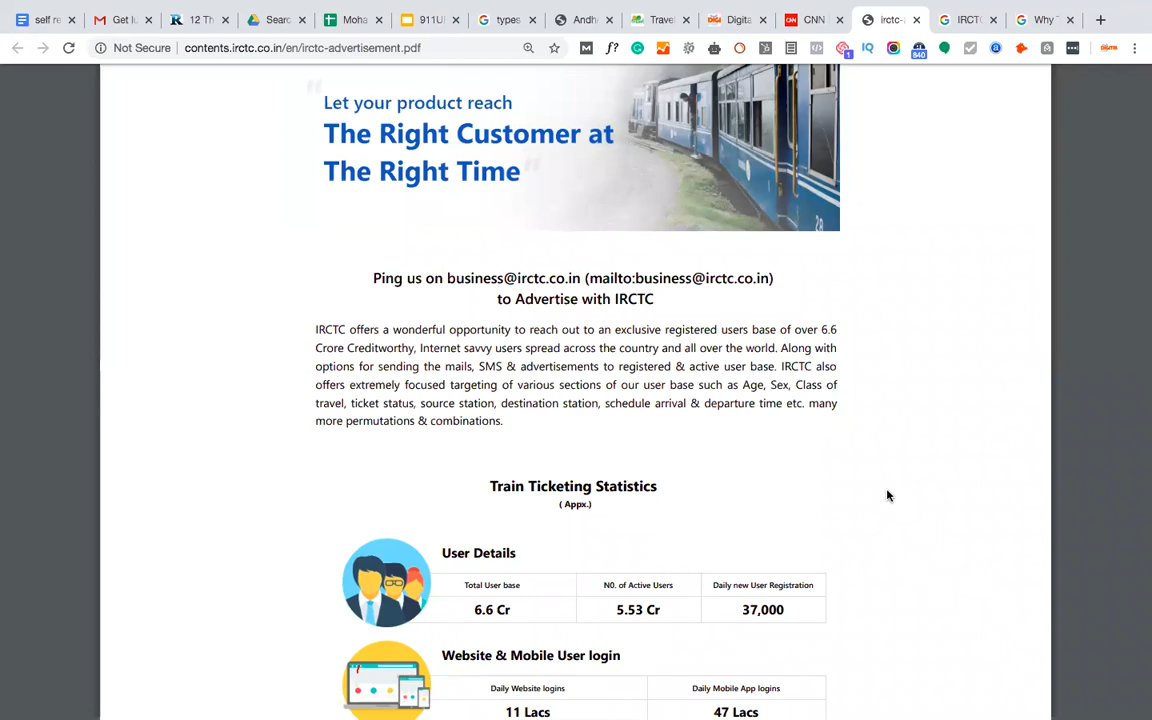 self re
Get lu
12 Th
Searc
Moha
911U
types
Andh
Travel
Digita
CNN
irctc-a
IRCTC
Why
Not Secure
contents.irctc.co.in/en/irctc-advertisement.pdf
1
IQ
840
Let your product reach
The Right Customer at
The Right Time
28
Ping us on business@irctc.co.in (mailto:business@irctc.co.in)
to Advertise with IRCTC
IRCTC offers a wonderful opportunity to reach out to an exclusive registered users base of over 6.6
Crore Creditworthy, Internet savvy users spread across the country and all over the world. Along with
options for sending the mails, SMS & advertisements to registered & active user base. IRCTC also
offers extremely focused targeting of various sections of our user base such as Age, Sex, Class of
travel, ticket status, source station, destination station, schedule arrival & departure time etc. many
more permutations & combinations.
Train Ticketing Statistics
( Appx.)
User Details
Total User base
N0. of Active Users
Daily new User Registration
6.6 Cr
5.53 Cr
37,000
Website & Mobile User login
Daily Website logins
Daily Mobile App logins
11 Lacs
47 Lacs